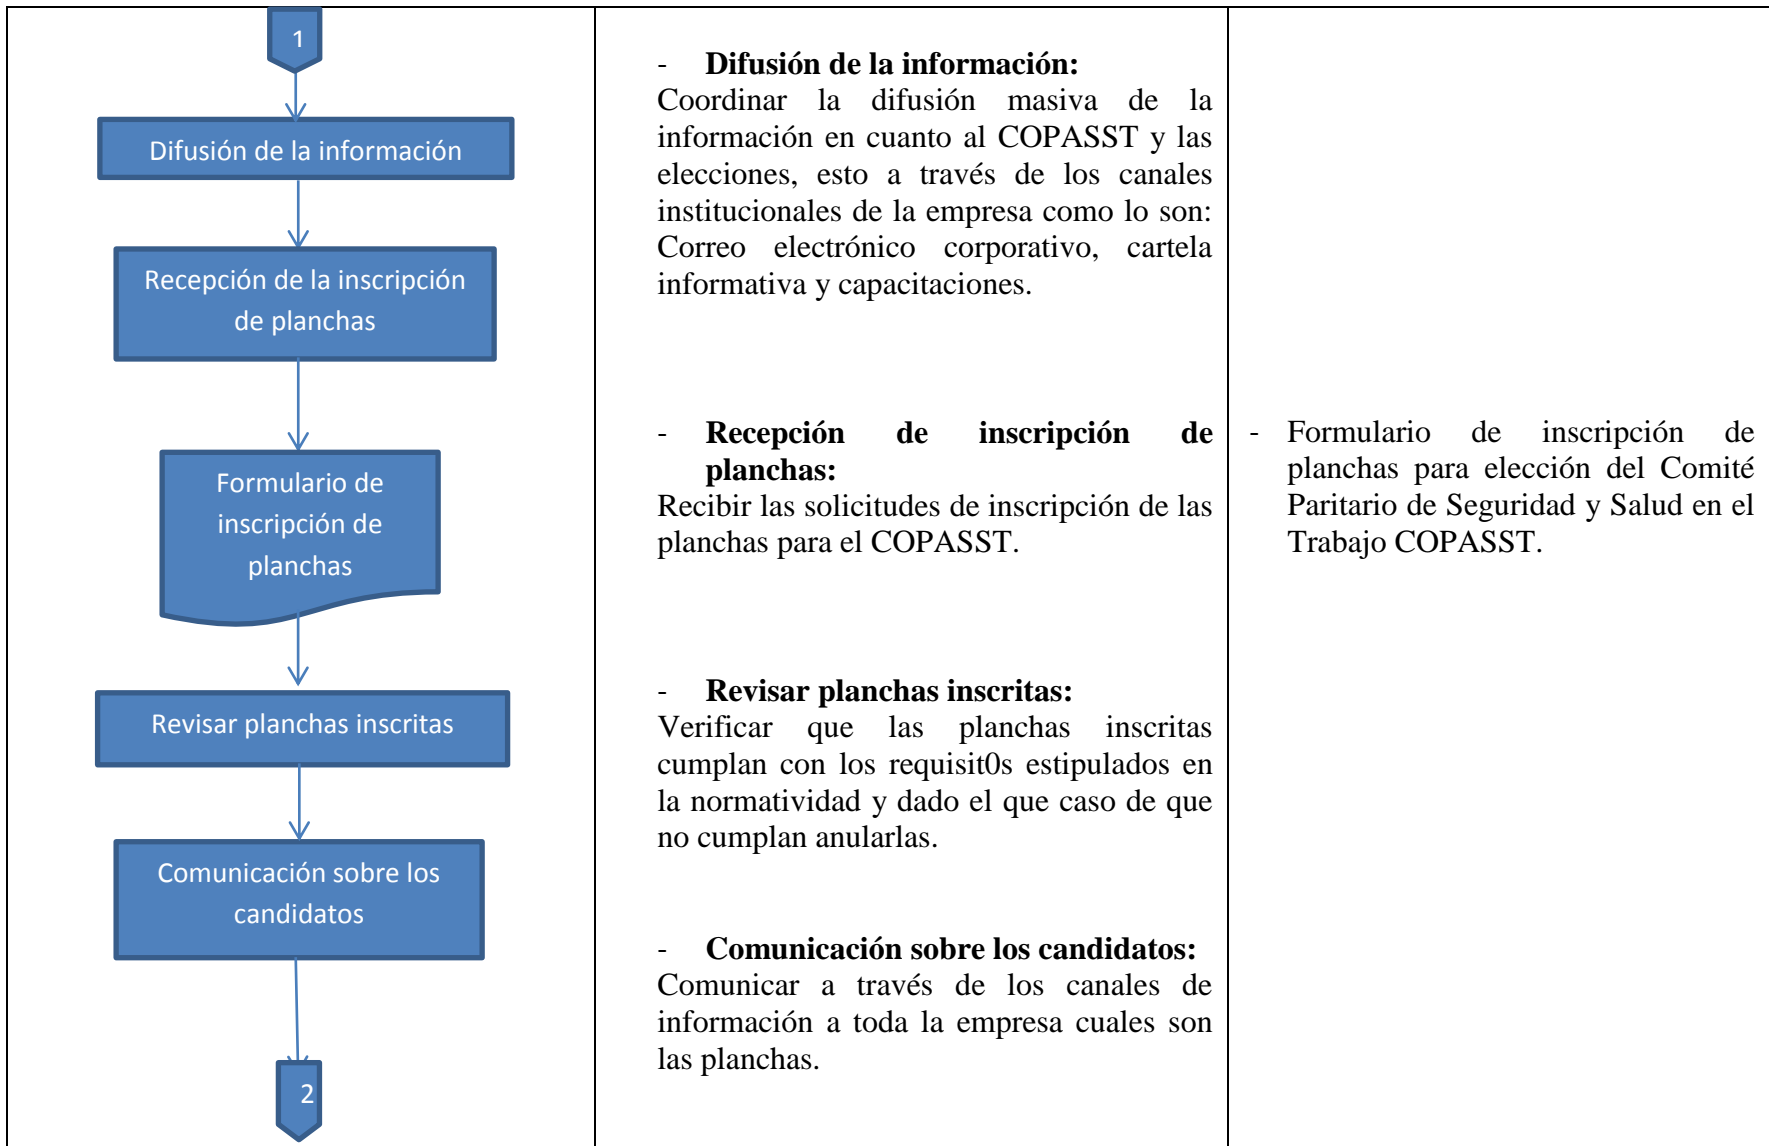 1
Difusión de la información
Recepción de la inscripción
de planchas
Formulario de
inscripción de
planchas
Revisar planchas inscritas
Comunicación sobre los
candidatos
2
- Difusión de la información:
Coordinar la difusión masiva de la
información en cuanto al COPASST y las
elecciones, esto a través de los canales
institucionales de la empresa como lo son:
Correo electrónico corporativo, cartela
informativa y capacitaciones.
- Recepción de inscripción de
planchas:
Recibir las solicitudes de inscripción de las
planchas para el COPASST.
- Revisar planchas inscritas:
Verificar que las planchas inscritas
cumplan con los requisit0s estipulados en
la normatividad y dado el que caso de que
no cumplan anularlas.
- Comunicación sobre los candidatos:
Comunicar a través de los canales de
información a toda la empresa cuales son
las planchas.
- Formulario de inscripción de
planchas para elección del Comité
Paritario de Seguridad y Salud en el
Trabajo COPASST.